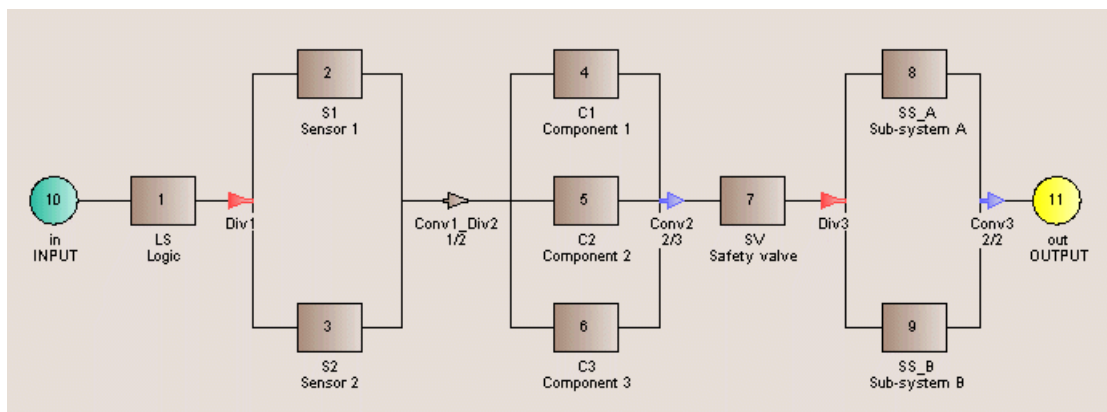 10
in
INPUT
1
LS
Logic
Div1
2
S1
Sensor 1
3
S2
Sensor 2
Conv1_Div2
1/2
4
C1
Component 1
5
C2
Component 2
6
C3
Component 3
Conv2
2/3
7
SV
Safety valve
Div3
8
SS_A
Sub-system A
9
SS_B
Sub-system B
Conv3
2/2
11
out
OUTPUT